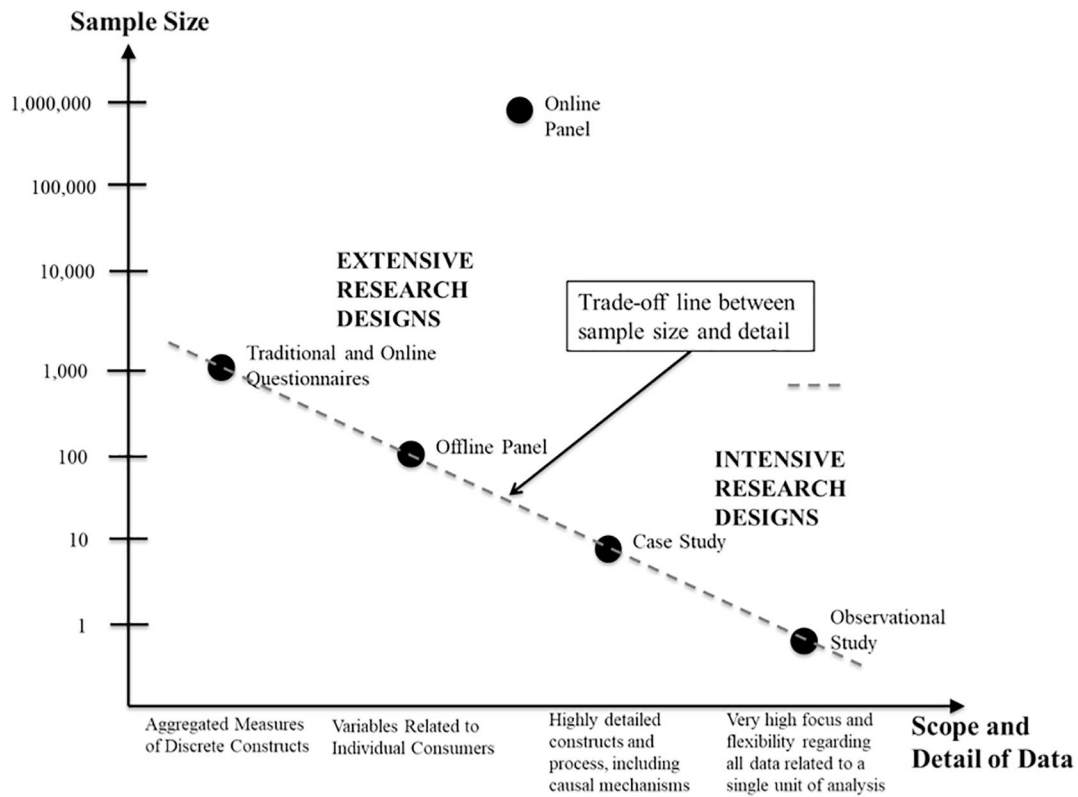 Sample Size
1,000,000
Online
Panel
100,000
10,000
EXTENSIVE
RESEARCH
DESIGNS
Trade-off line between
sample size and detail
Traditional and Online
Questionnaires
1,000
Offline Panel
100
INTENSIVE
RESEARCH
DESIGNS
10
Case Study
1
Observational
Study
Aggregated Measures
of Discrete Constructs
Variables Related to
Individual Consumers
Highly detailed
constructs and
process, including
causal mechanisms
Very high focus and
flexibility regarding
all data related to a
single unit of analysis
Scope and
Detail of Data